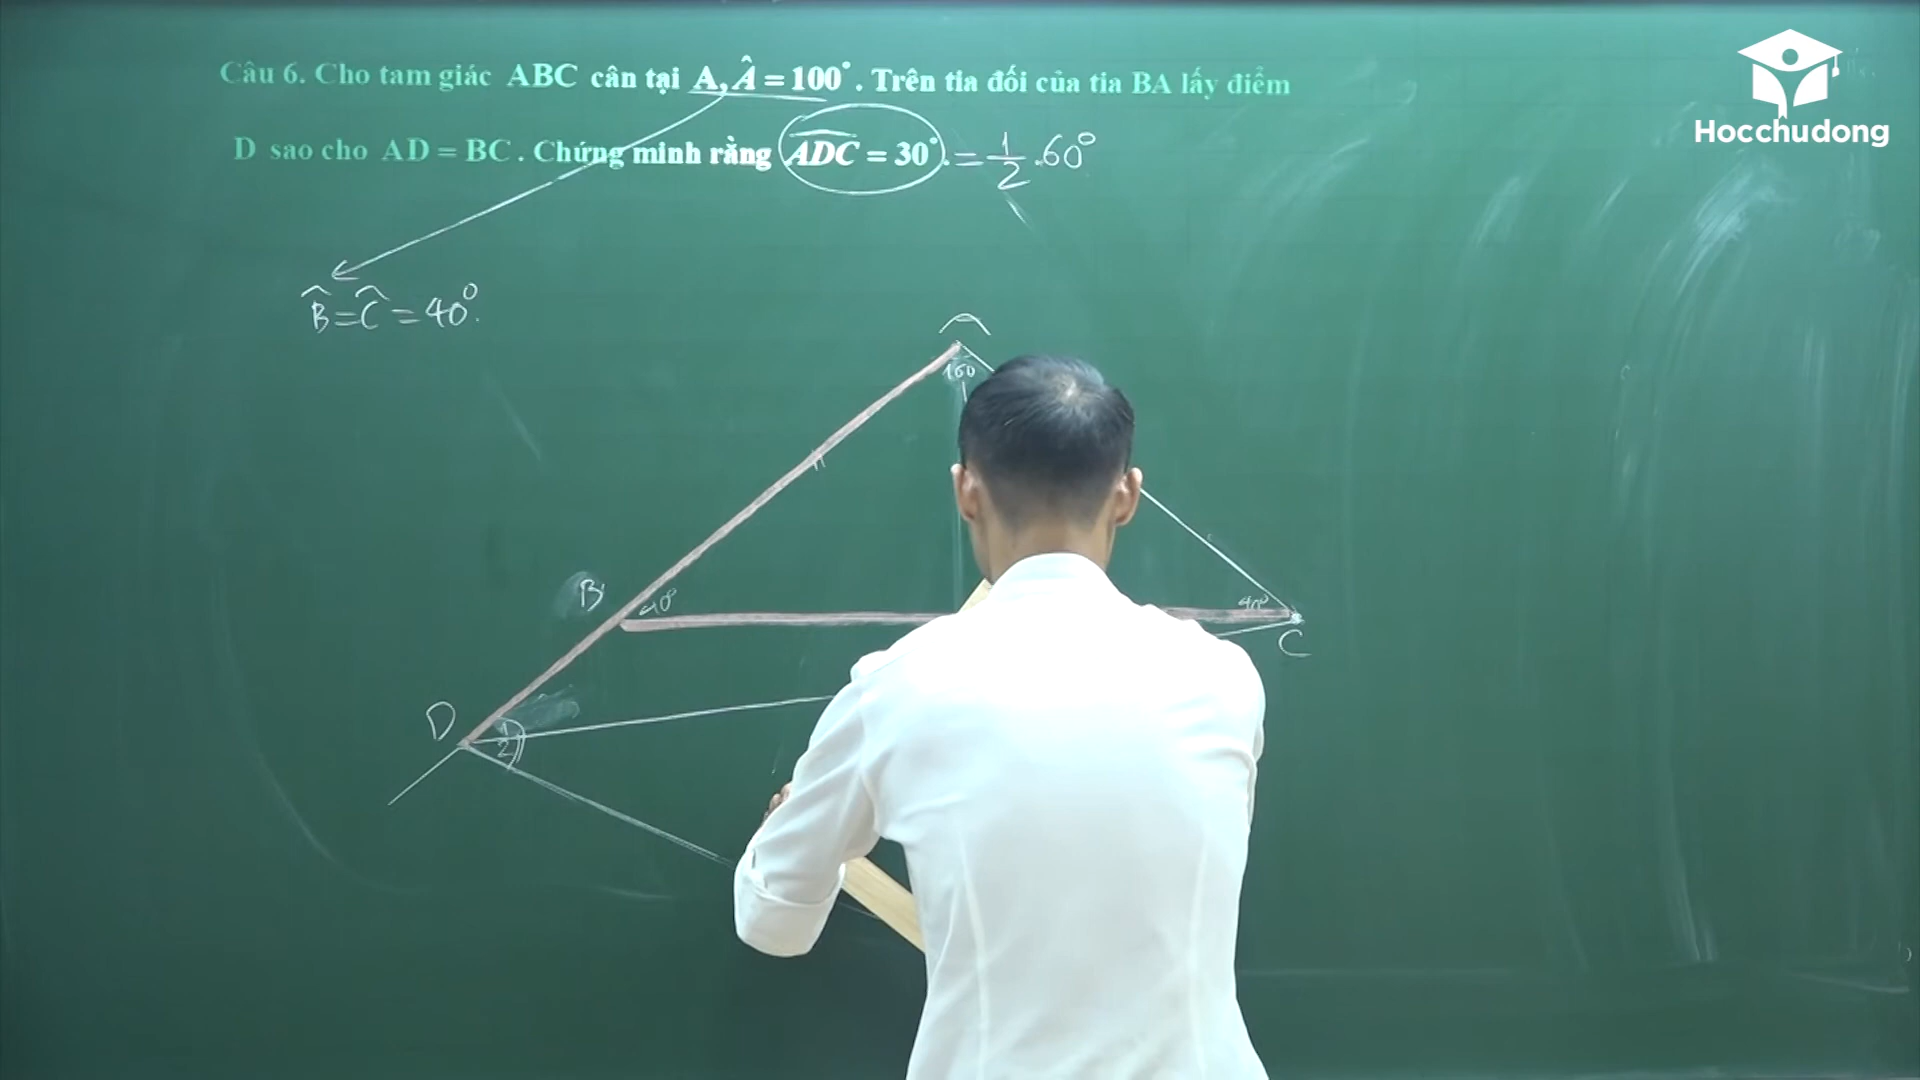 Hocchudong
Câu 6. Cho tam giác ABC cân tại A, Â = 100°. Trên tia đối của tia BA lấy điểm
D sao cho AD = BC. Chứng minh rằng ADC = 30°. = 1/2 .60°
B = C = 40°.
100
B 40° 40°
C
D 1
2